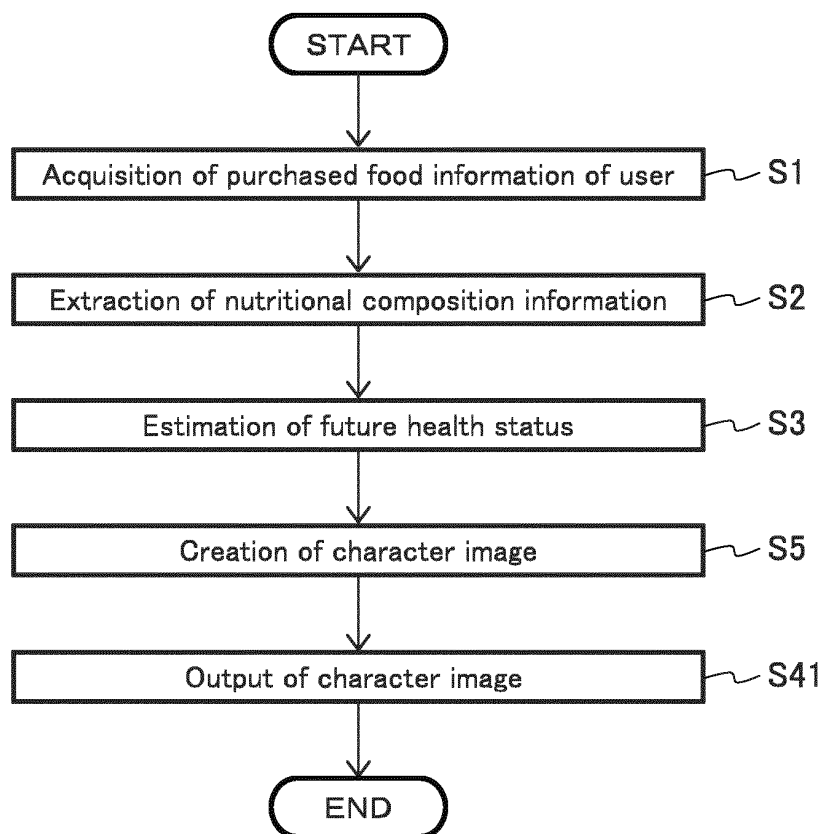 START
Acquisition of purchased food information of user S1
Extraction of nutritional composition information S2
Estimation of future health status S3
Creation of character image S5
Output of character image S41
END